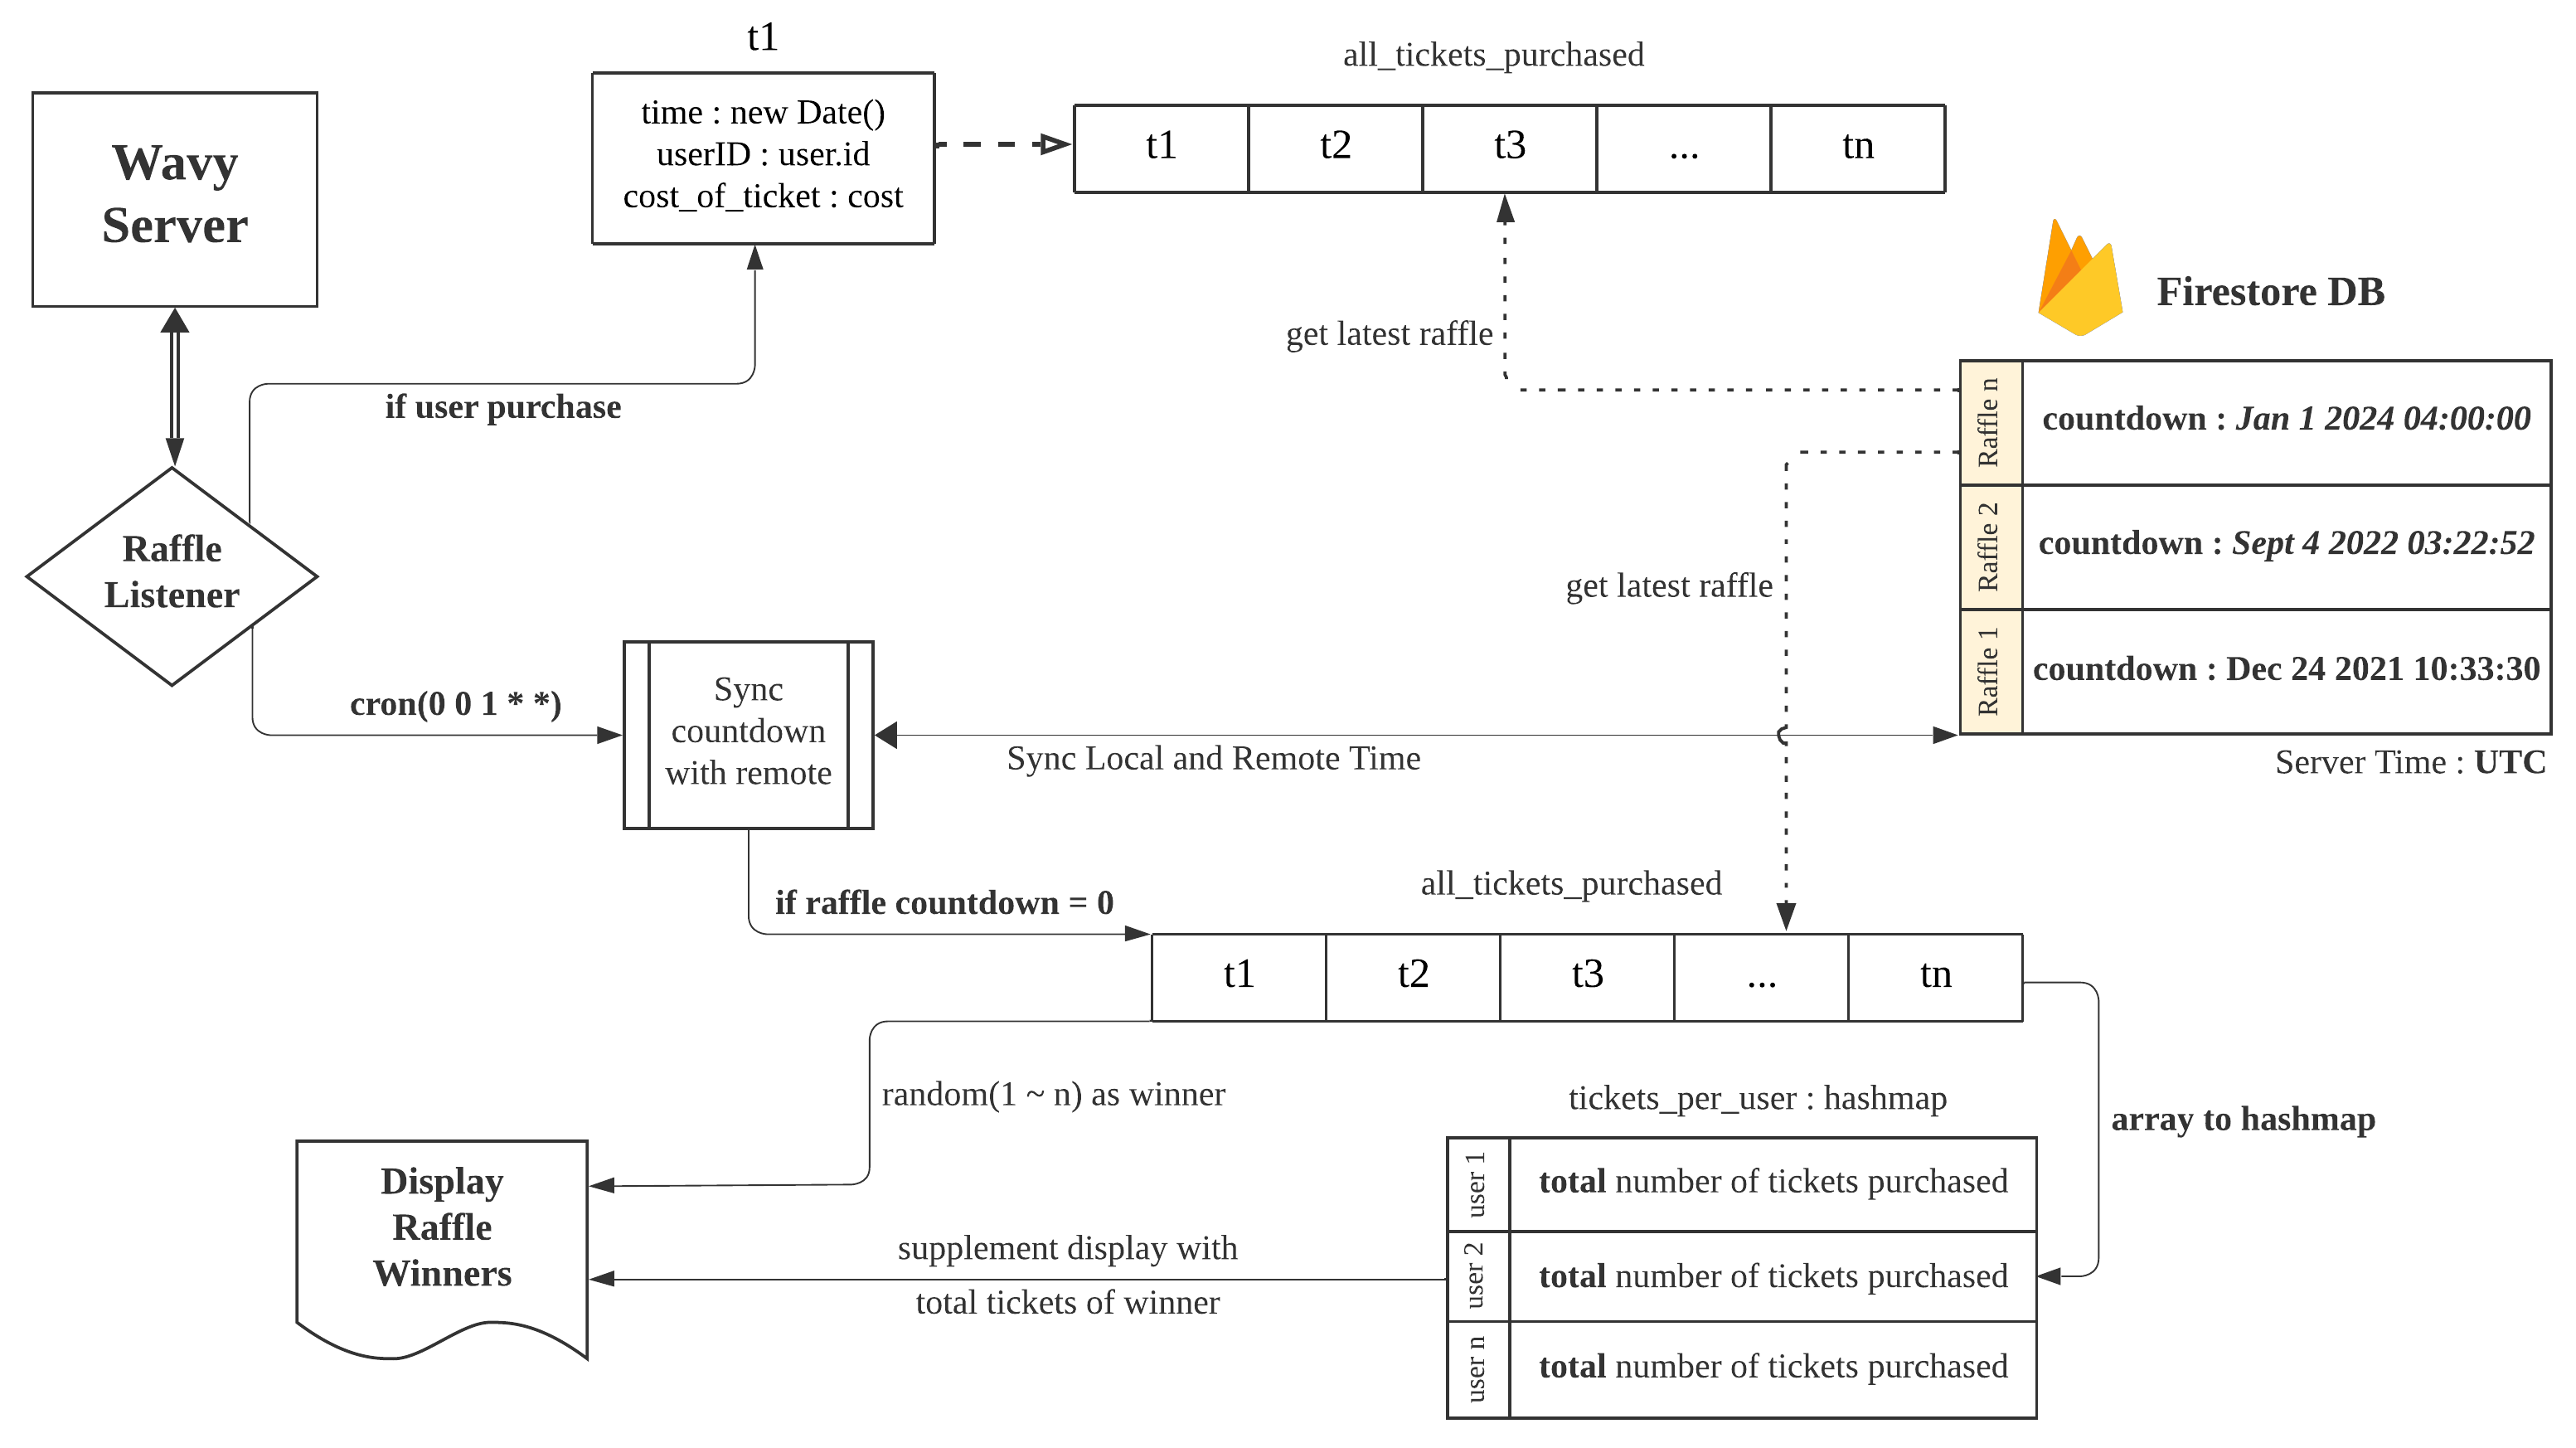 t1
all_tickets_purchased
Wavy
Server
time : new Date()
userID : user.id
cost_of_ticket : cost
t1 t2 t3 ... tn
Firestore DB
get latest raffle
if user purchase
Raffle n
countdown : Jan 1 2024 04:00:00
Raffle 2
countdown : Sept 4 2022 03:22:52
Raffle 1
countdown : Dec 24 2021 10:33:30
Server Time : UTC
Raffle
Listener
get latest raffle
cron(0 0 1 * *)
Sync
countdown
with remote
Sync Local and Remote Time
if raffle countdown = 0
all_tickets_purchased
t1 t2 t3 ... tn
random(1 ~ n) as winner
tickets_per_user : hashmap
array to hashmap
user 1
total number of tickets purchased
user 2
total number of tickets purchased
user n
total number of tickets purchased
supplement display with
total tickets of winner
Display
Raffle
Winners